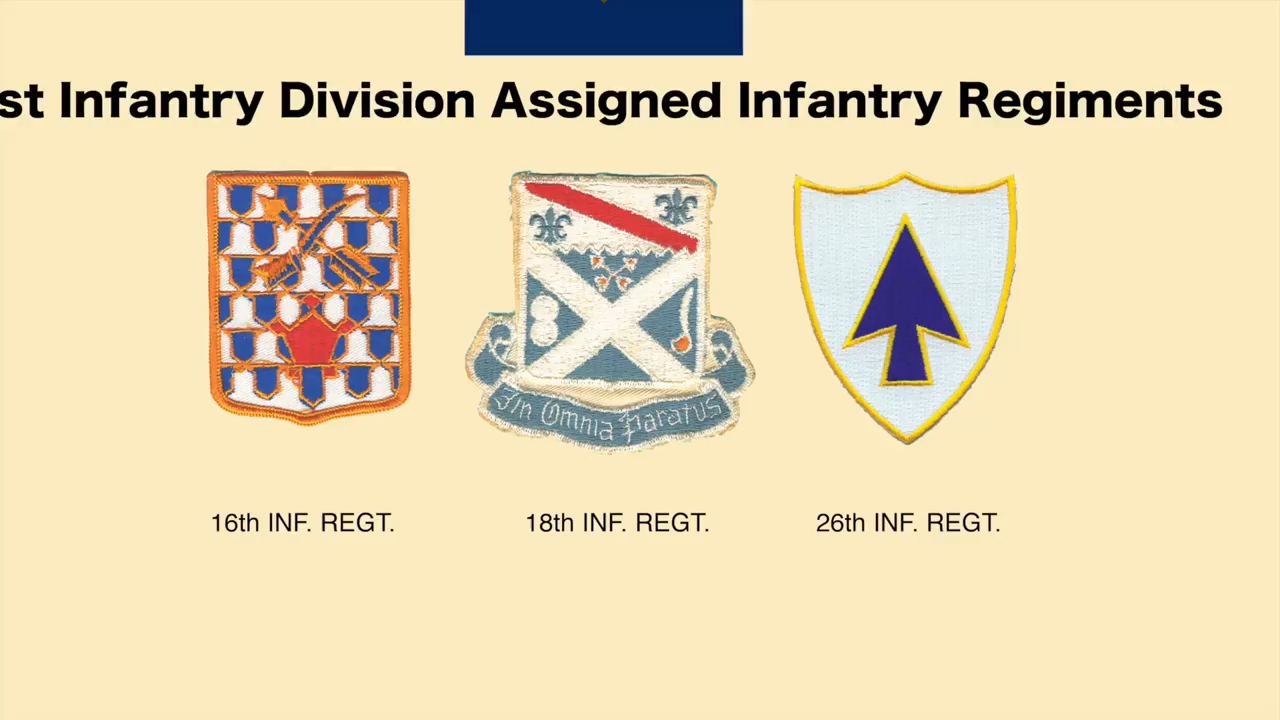 st Infantry Division Assigned Infantry Regiments
In Omnia Paratus
16th INF. REGT.
18th INF. REGT.
26th INF. REGT.